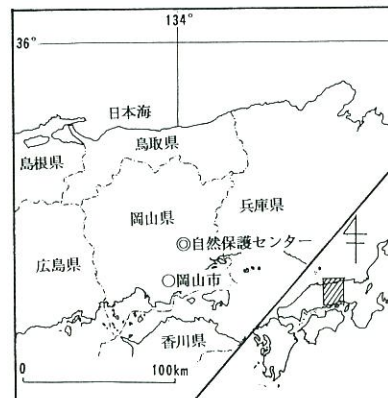 134°
36°
日本海
鳥取県
島根県
岡山県
兵庫県
◎自然保護センター
広島県
○岡山市
香川県
0 100km